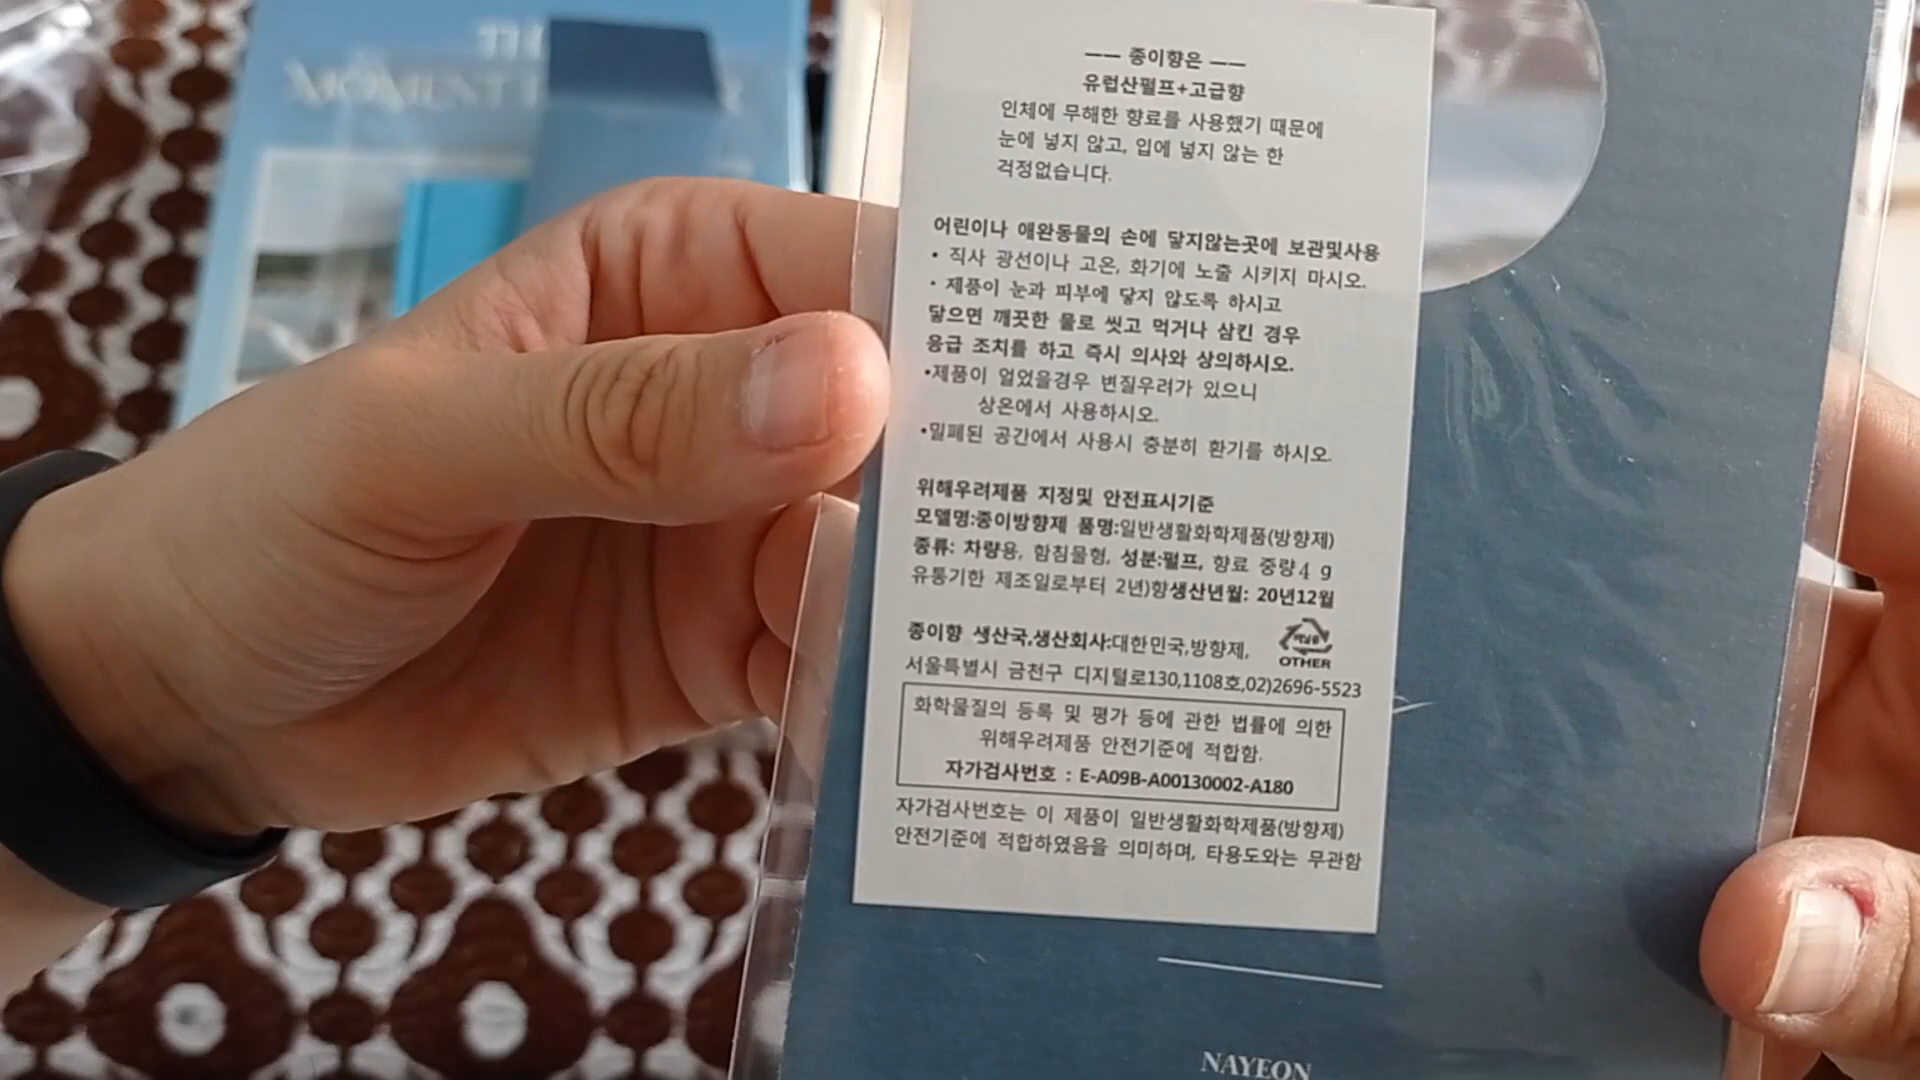 THE
MOMENT
—— 종이향은 ——
유럽산펄프+고급향
인체에 무해한 향료를 사용했기 때문에
눈에 넣지 않고, 입에 넣지 않는 한
걱정없습니다.
어린이나 애완동물의 손에 닿지않는곳에 보관및사용
• 직사 광선이나 고온, 화기에 노출 시키지 마시오.
• 제품이 눈과 피부에 닿지 않도록 하시고
닿으면 깨끗한 물로 씻고 먹거나 삼킨 경우
응급 조치를 하고 즉시 의사와 상의하시오.
•제품이 얼었을경우 변질우려가 있으니
상온에서 사용하시오.
•밀폐된 공간에서 사용시 충분히 환기를 하시오.
위해우려제품 지정및 안전표시기준
모델명:종이방향제 품명:일반생활화학제품(방향제)
종류: 차량용, 함침물형, 성분:펄프, 향료 중량4 g
유통기한 제조일로부터 2년)향생산년월: 20년12월
종이향 생산국,생산회사:대한민국,방향제,
OTHER
서울특별시 금천구 디지털로130,1108호,02)2696-5523
화학물질의 등록 및 평가 등에 관한 법률에 의한
위해우려제품 안전기준에 적합함.
자가검사번호 : E-A09B-A00130002-A180
자가검사번호는 이 제품이 일반생활화학제품(방향제)
안전기준에 적합하였음을 의미하며, 타용도와는 무관함
NAYEON